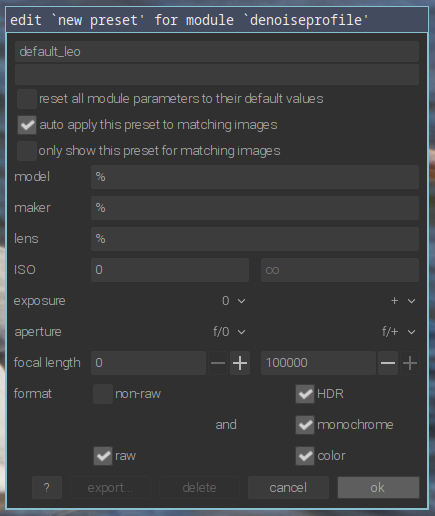 edit `new preset' for module `denoiseprofile'
default_leo
reset all module parameters to their default values
auto apply this preset to matching images
only show this preset for matching images
model %
maker %
lens %
ISO 0 ∞
exposure 0 +
aperture f/0 f/+
focal length 0 — + 100000 — +
format non-raw HDR
and monochrome
raw color
? export... delete cancel ok